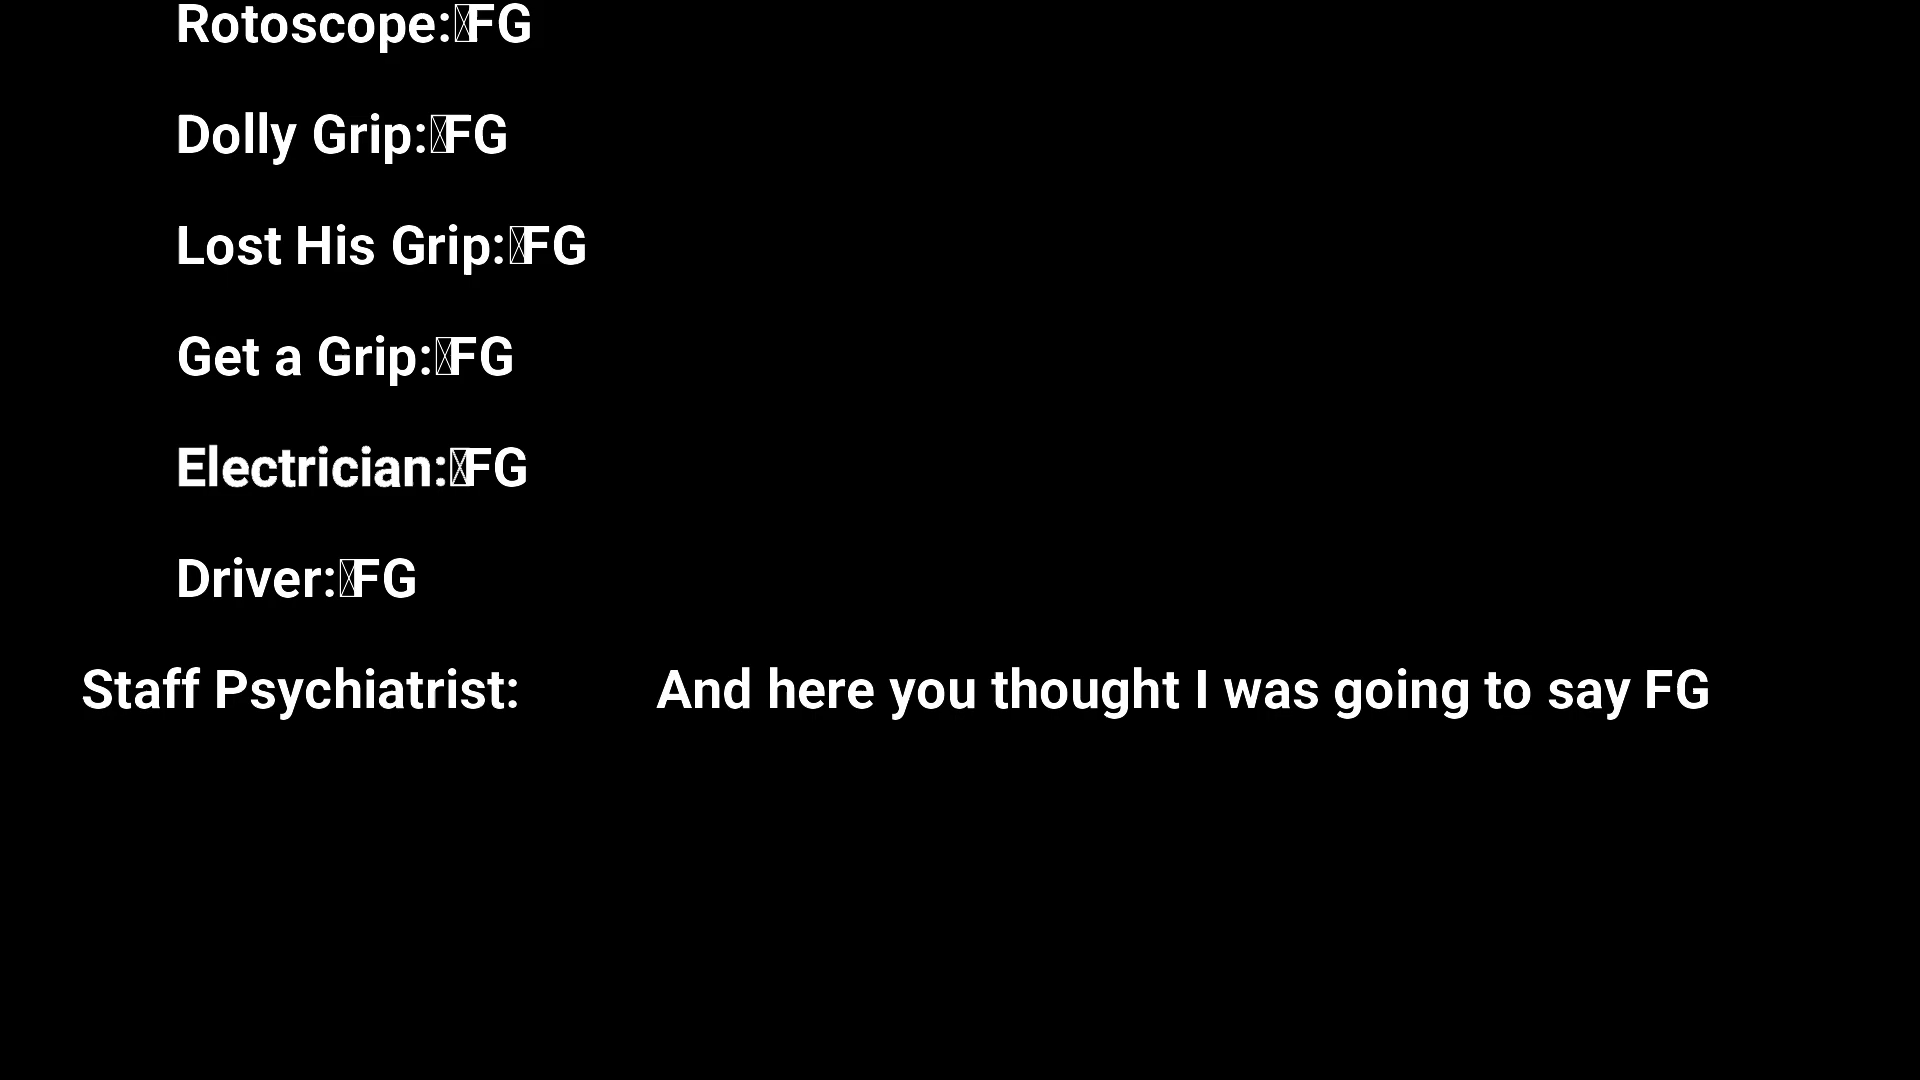 Rotoscope: FG
Dolly Grip: FG
Lost His Grip: FG
Get a Grip: FG
Electrician: FG
Driver: FG
Staff Psychiatrist: And here you thought I was going to say FG